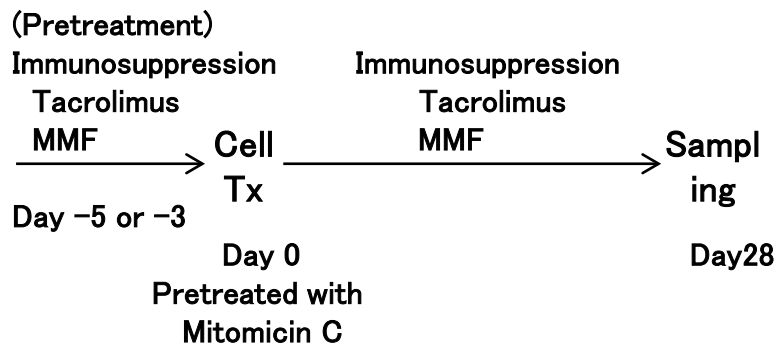 (Pretreatment)
Immunosuppression
Tacrolimus
MMF
Day -5 or -3
Cell
Tx
Day 0
Pretreated with
Mitomicin C
Immunosuppression
Tacrolimus
MMF
Sampl
ing
Day28